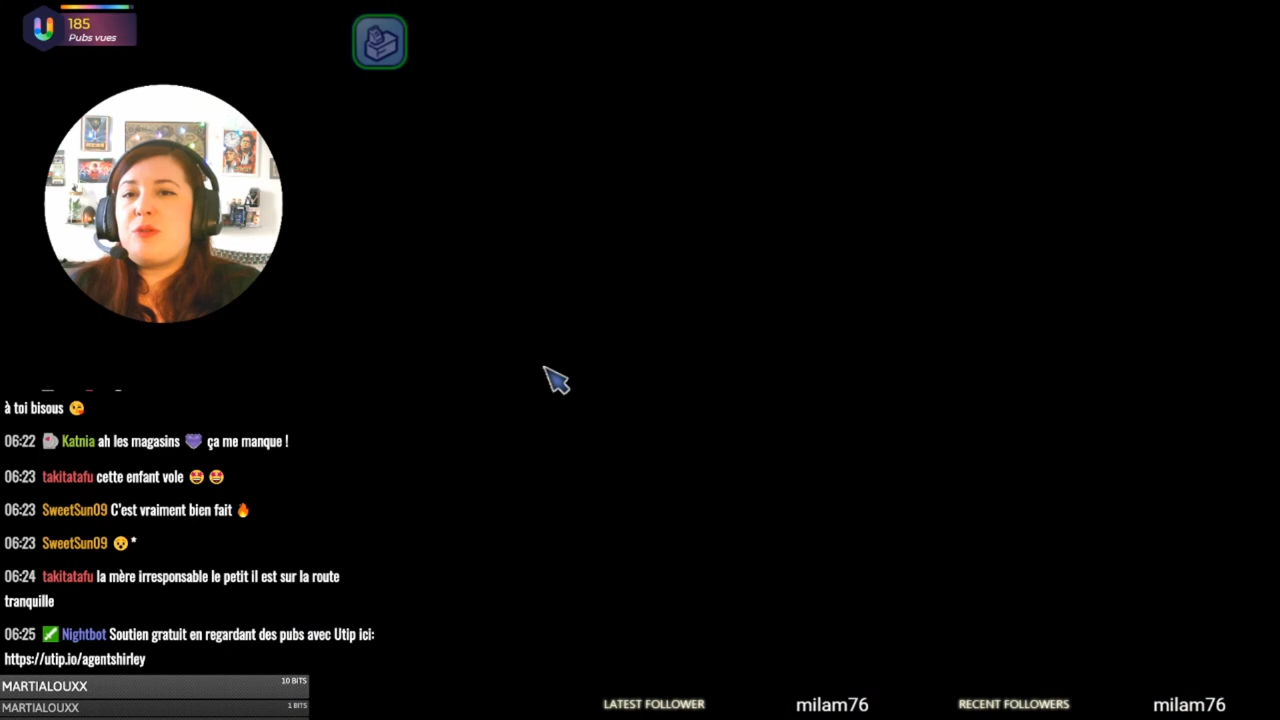 185
Pubs vues
à toi bisous 😘
06:22 Katnia ah les magasins 💜 ça me manque !
06:23 takitatafu cette enfant vole 🤩 🤩
06:23 SweetSun09 C'est vraiment bien fait 🔥
06:23 SweetSun09 😯 *
06:24 takitatafu la mère irresponsable le petit il est sur la route
tranquille
06:25 Nightbot Soutien gratuit en regardant des pubs avec Utip ici:
https://utip.io/agentshirley
MARTIALOUXX 10 BITS
MARTIALOUXX 1 BITS
LATEST FOLLOWER milam76 RECENT FOLLOWERS milam76